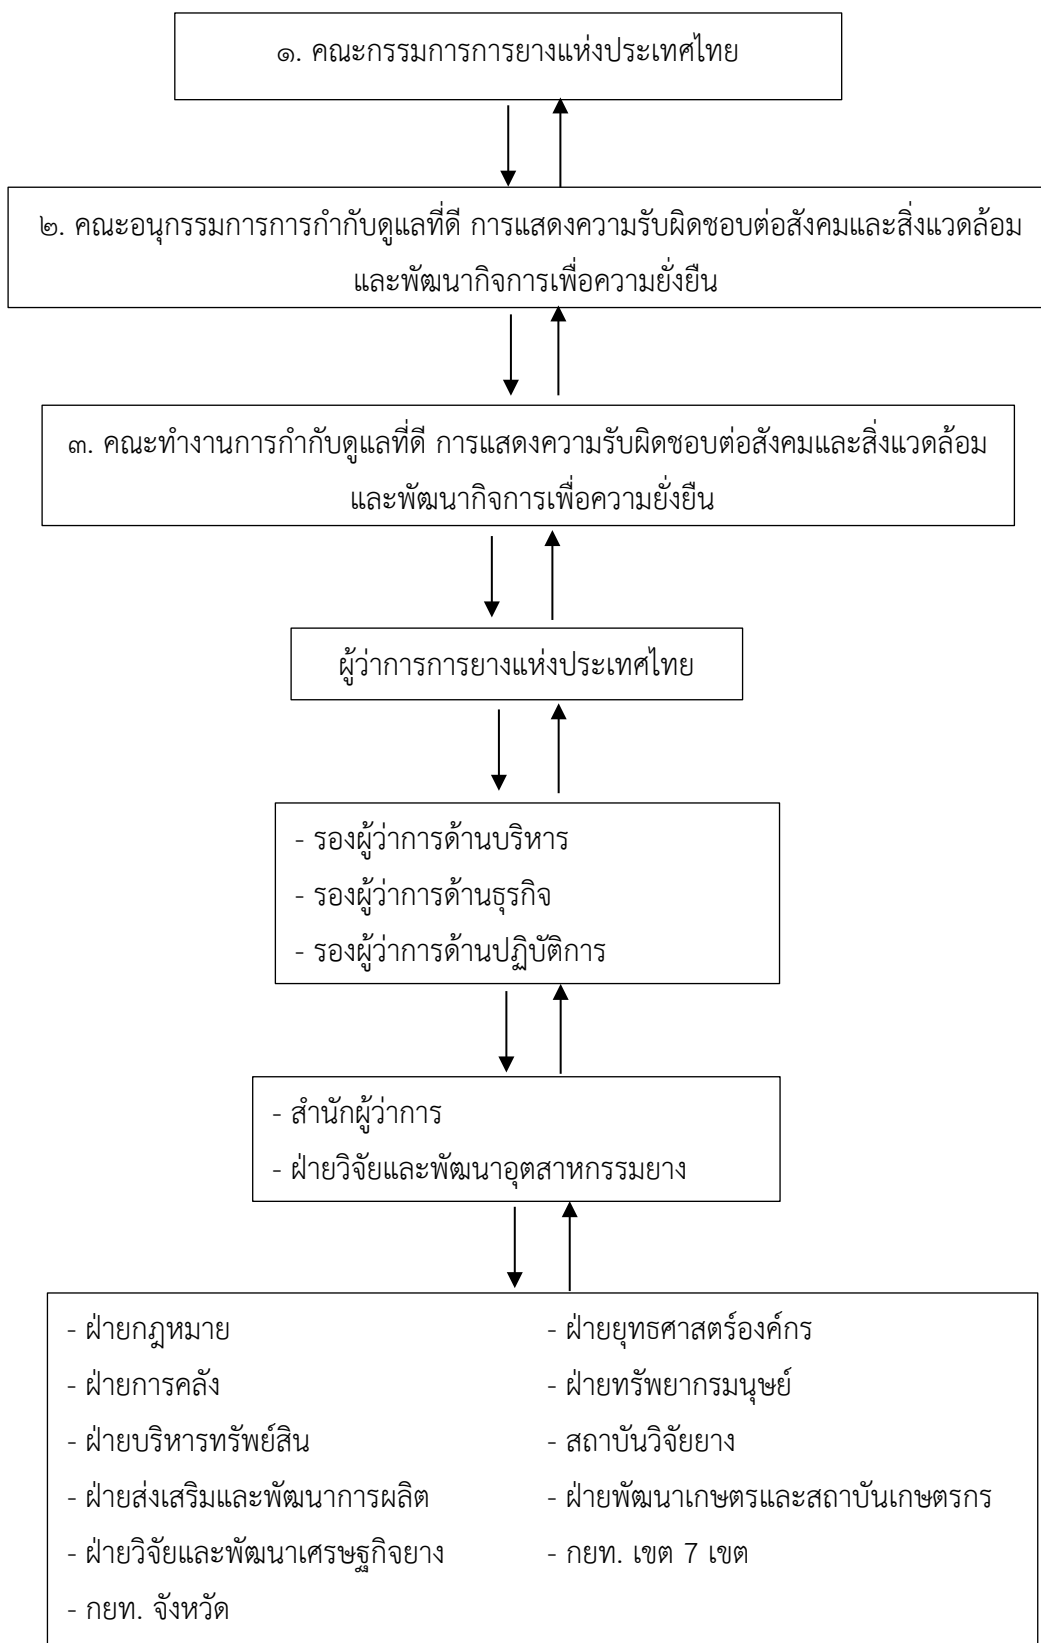 ๑. คณะกรรมการการยางแห่งประเทศไทย
๒. คณะอนุกรรมการการกำกับดูแลที่ดี การแสดงความรับผิดชอบต่อสังคมและสิ่งแวดล้อม
และพัฒนากิจการเพื่อความยั่งยืน
๓. คณะทำงานการกำกับดูแลที่ดี การแสดงความรับผิดชอบต่อสังคมและสิ่งแวดล้อม
และพัฒนากิจการเพื่อความยั่งยืน
ผู้ว่าการการยางแห่งประเทศไทย
- รองผู้ว่าการด้านบริหาร
- รองผู้ว่าการด้านธุรกิจ
- รองผู้ว่าการด้านปฏิบัติการ
- สำนักผู้ว่าการ
- ฝ่ายวิจัยและพัฒนาอุตสาหกรรมยาง
- ฝ่ายกฎหมาย - ฝ่ายยุทธศาสตร์องค์กร
- ฝ่ายการคลัง - ฝ่ายทรัพยากรมนุษย์
- ฝ่ายบริหารทรัพย์สิน - สถาบันวิจัยยาง
- ฝ่ายส่งเสริมและพัฒนาการผลิต - ฝ่ายพัฒนาเกษตรและสถาบันเกษตรกร
- ฝ่ายวิจัยและพัฒนาเศรษฐกิจยาง - กยท. เขต 7 เขต
- กยท. จังหวัด